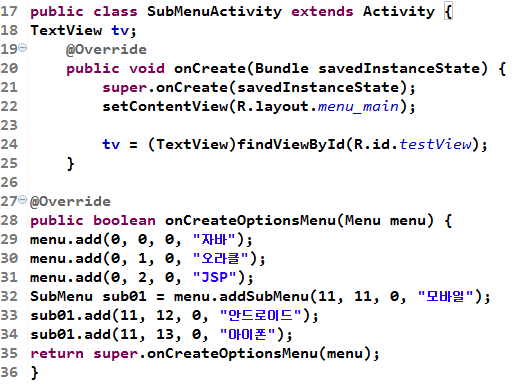 17 public class SubMenuActivity extends Activity {
18 TextView tv;
19 @Override
20 public void onCreate(Bundle savedInstanceState) {
21 super.onCreate(savedInstanceState);
22 setContentView(R.layout.menu_main);
23
24 tv = (TextView)findViewById(R.id.testView);
25 }
26
27 @Override
28 public boolean onCreateOptionsMenu(Menu menu) {
29 menu.add(0, 0, 0, "자바");
30 menu.add(0, 1, 0, "오라클");
31 menu.add(0, 2, 0, "JSP");
32 SubMenu sub01 = menu.addSubMenu(11, 11, 0, "모바일");
33 sub01.add(11, 12, 0, "안드로이드");
34 sub01.add(11, 13, 0, "아이폰");
35 return super.onCreateOptionsMenu(menu);
36 }